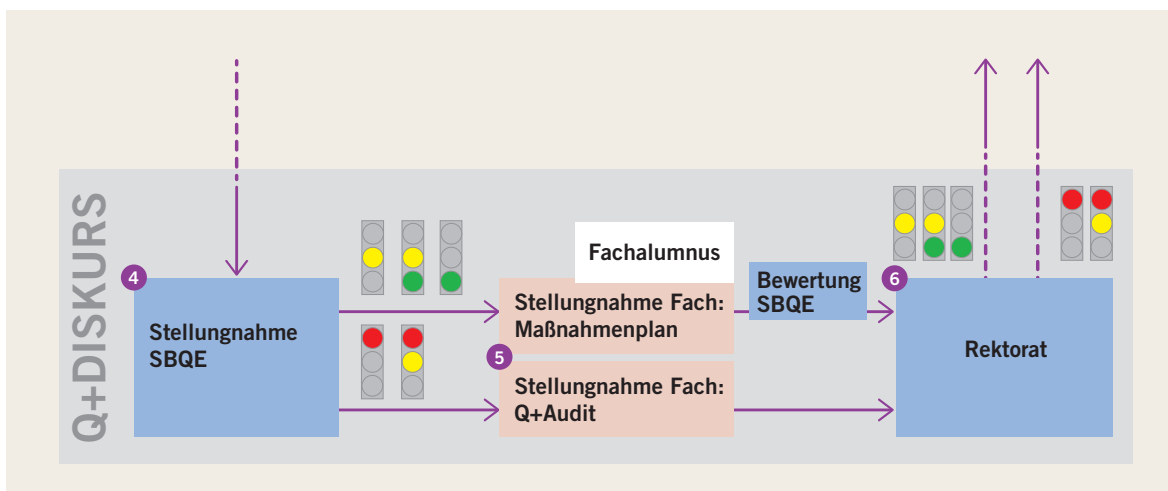 Q+DISKURS
4
Stellungnahme
SBQE
Fachalumnus
Stellungnahme Fach:
Maßnahmenplan
5
Stellungnahme Fach:
Q+Audit
Bewertung
SBQE
6
Rektorat